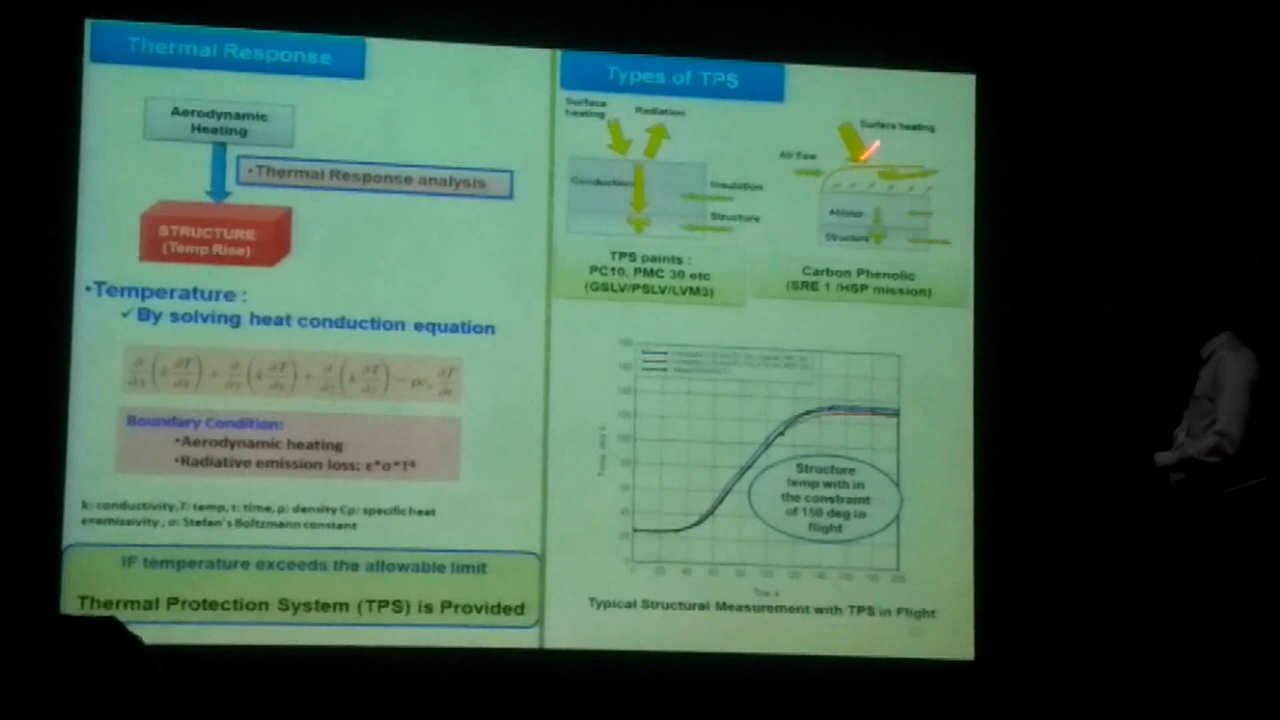 Thermal Response
Aerodynamic
Heating
•Thermal Response analysis
STRUCTURE
(Temp Rise)
•Temperature :
✓By solving heat conduction equation
Boundary Condition:
•Aerodynamic heating
•Radiative emission loss: ε*σ*T⁴
k: conductivity, T: temp, t: time, ρ: density Cp: specific heat
ε=emissivity , σ: Stefan's Boltzmann constant
IF temperature exceeds the allowable limit
Thermal Protection System (TPS) is Provided
Types of TPS
Surface
heating
Radiation
Conduction
Insulation
Structure
TPS paints :
PC10, PMC 30 etc
(GSLV/PSLV/LVM3)
Surface heating
Air flow
Ablator
Structure
Carbon Phenolic
(SRE 1 /HSP mission)
Structure
temp with in
the constraint
of 150 deg in
flight
Typical Structural Measurement with TPS in Flight